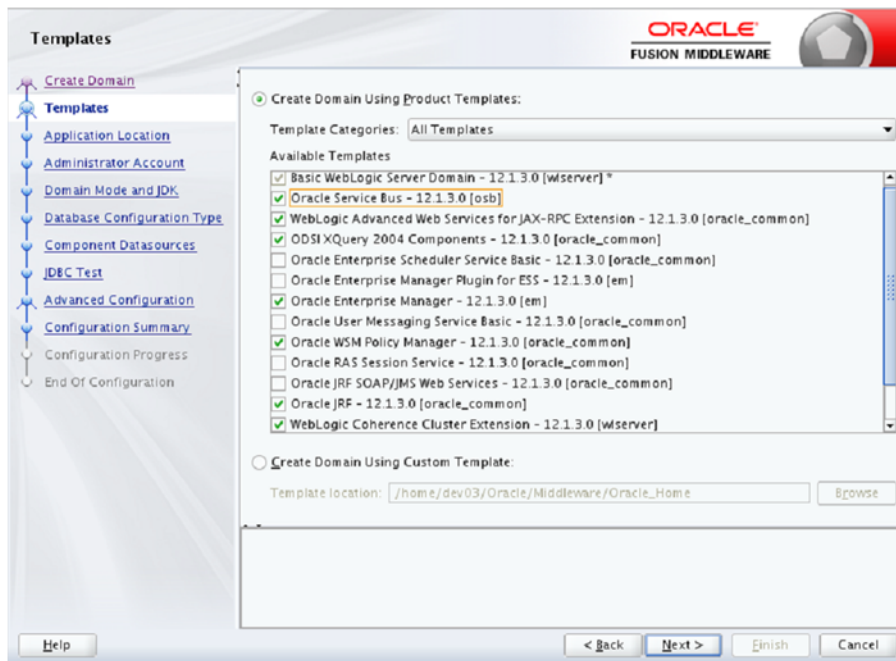 Templates
ORACLE
FUSION MIDDLEWARE
Create Domain
Templates
Application Location
Administrator Account
Domain Mode and JDK
Database Configuration Type
Component Datasources
JDBC Test
Advanced Configuration
Configuration Summary
Configuration Progress
End Of Configuration
Create Domain Using Product Templates:
Template Categories: All Templates
Available Templates
Basic WebLogic Server Domain - 12.1.3.0 [wlserver] *
Oracle Service Bus - 12.1.3.0 [osb]
WebLogic Advanced Web Services for JAX-RPC Extension - 12.1.3.0 [oracle_common]
ODSI XQuery 2004 Components - 12.1.3.0 [oracle_common]
Oracle Enterprise Scheduler Service Basic - 12.1.3.0 [oracle_common]
Oracle Enterprise Manager Plugin for ESS - 12.1.3.0 [em]
Oracle Enterprise Manager - 12.1.3.0 [em]
Oracle User Messaging Service Basic - 12.1.3.0 [oracle_common]
Oracle WSM Policy Manager - 12.1.3.0 [oracle_common]
Oracle RAS Session Service - 12.1.3.0 [oracle_common]
Oracle JRF SOAP/JMS Web Services - 12.1.3.0 [oracle_common]
Oracle JRF - 12.1.3.0 [oracle_common]
WebLogic Coherence Cluster Extension - 12.1.3.0 [wlserver]
Create Domain Using Custom Template:
Template location: /home/dev03/Oracle/Middleware/Oracle_Home
Browse
Help
< Back
Next >
Finish
Cancel